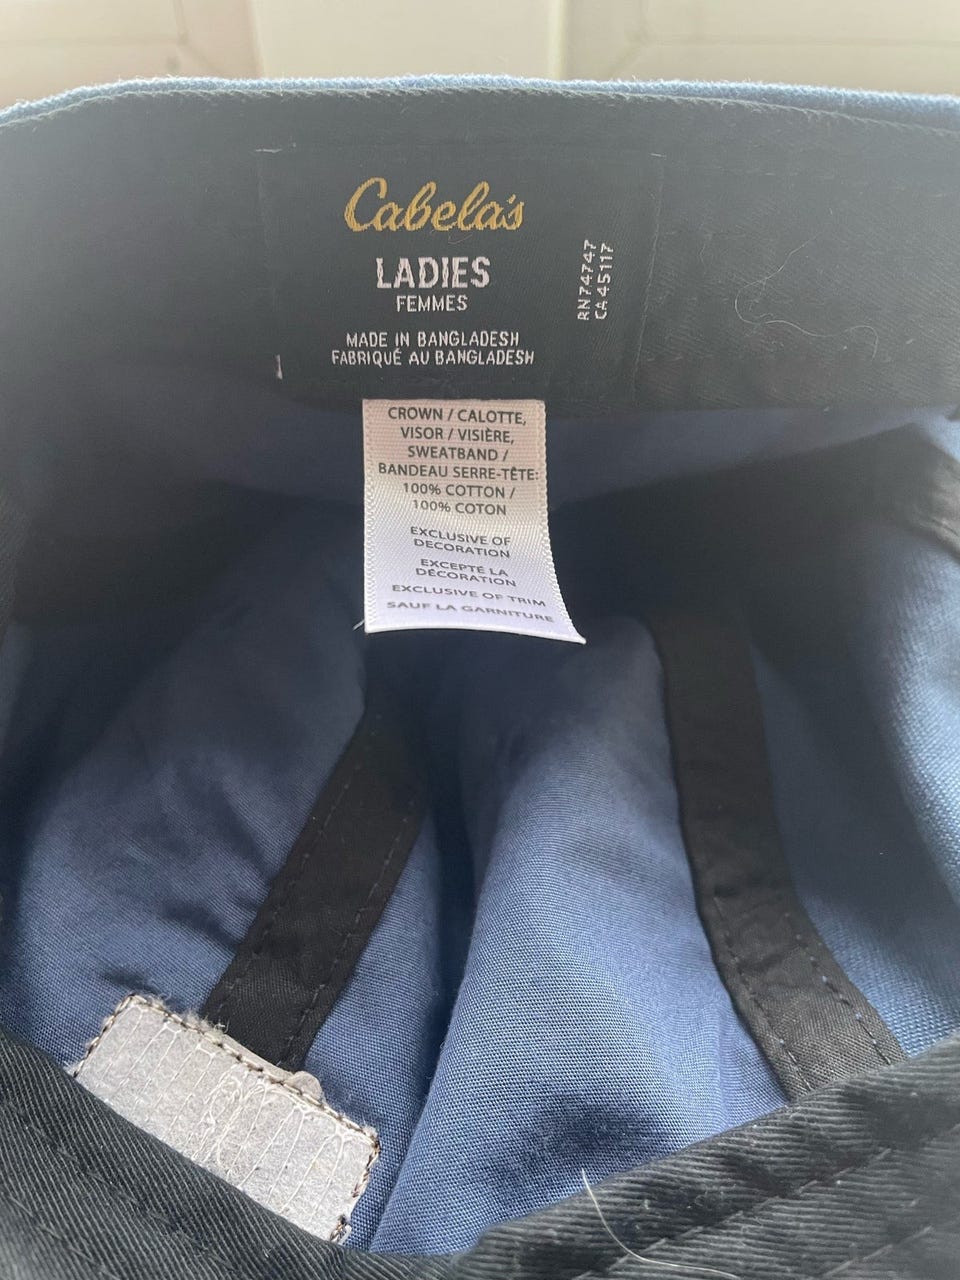 Cabela's
LADIES
FEMMES
MADE IN BANGLADESH
FABRIQUÉ AU BANGLADESH
RN74747
CA45117
CROWN / CALOTTE,
VISOR / VISIÈRE,
SWEATBAND /
BANDEAU SERRE-TÊTE:
100% COTTON /
100% COTON
EXCLUSIVE OF
DECORATION
EXCEPTÉ LA
DÉCORATION
EXCLUSIVE OF TRIM
SAUF LA GARNITURE